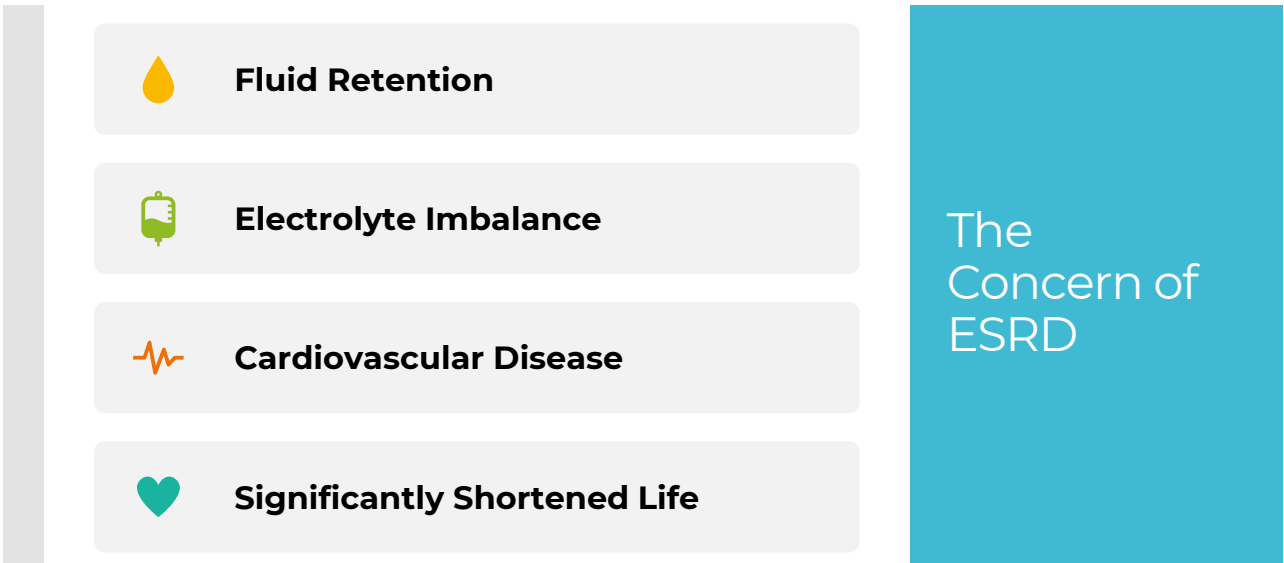 Fluid Retention
Electrolyte Imbalance
Cardiovascular Disease
Significantly Shortened Life
The
Concern of
ESRD